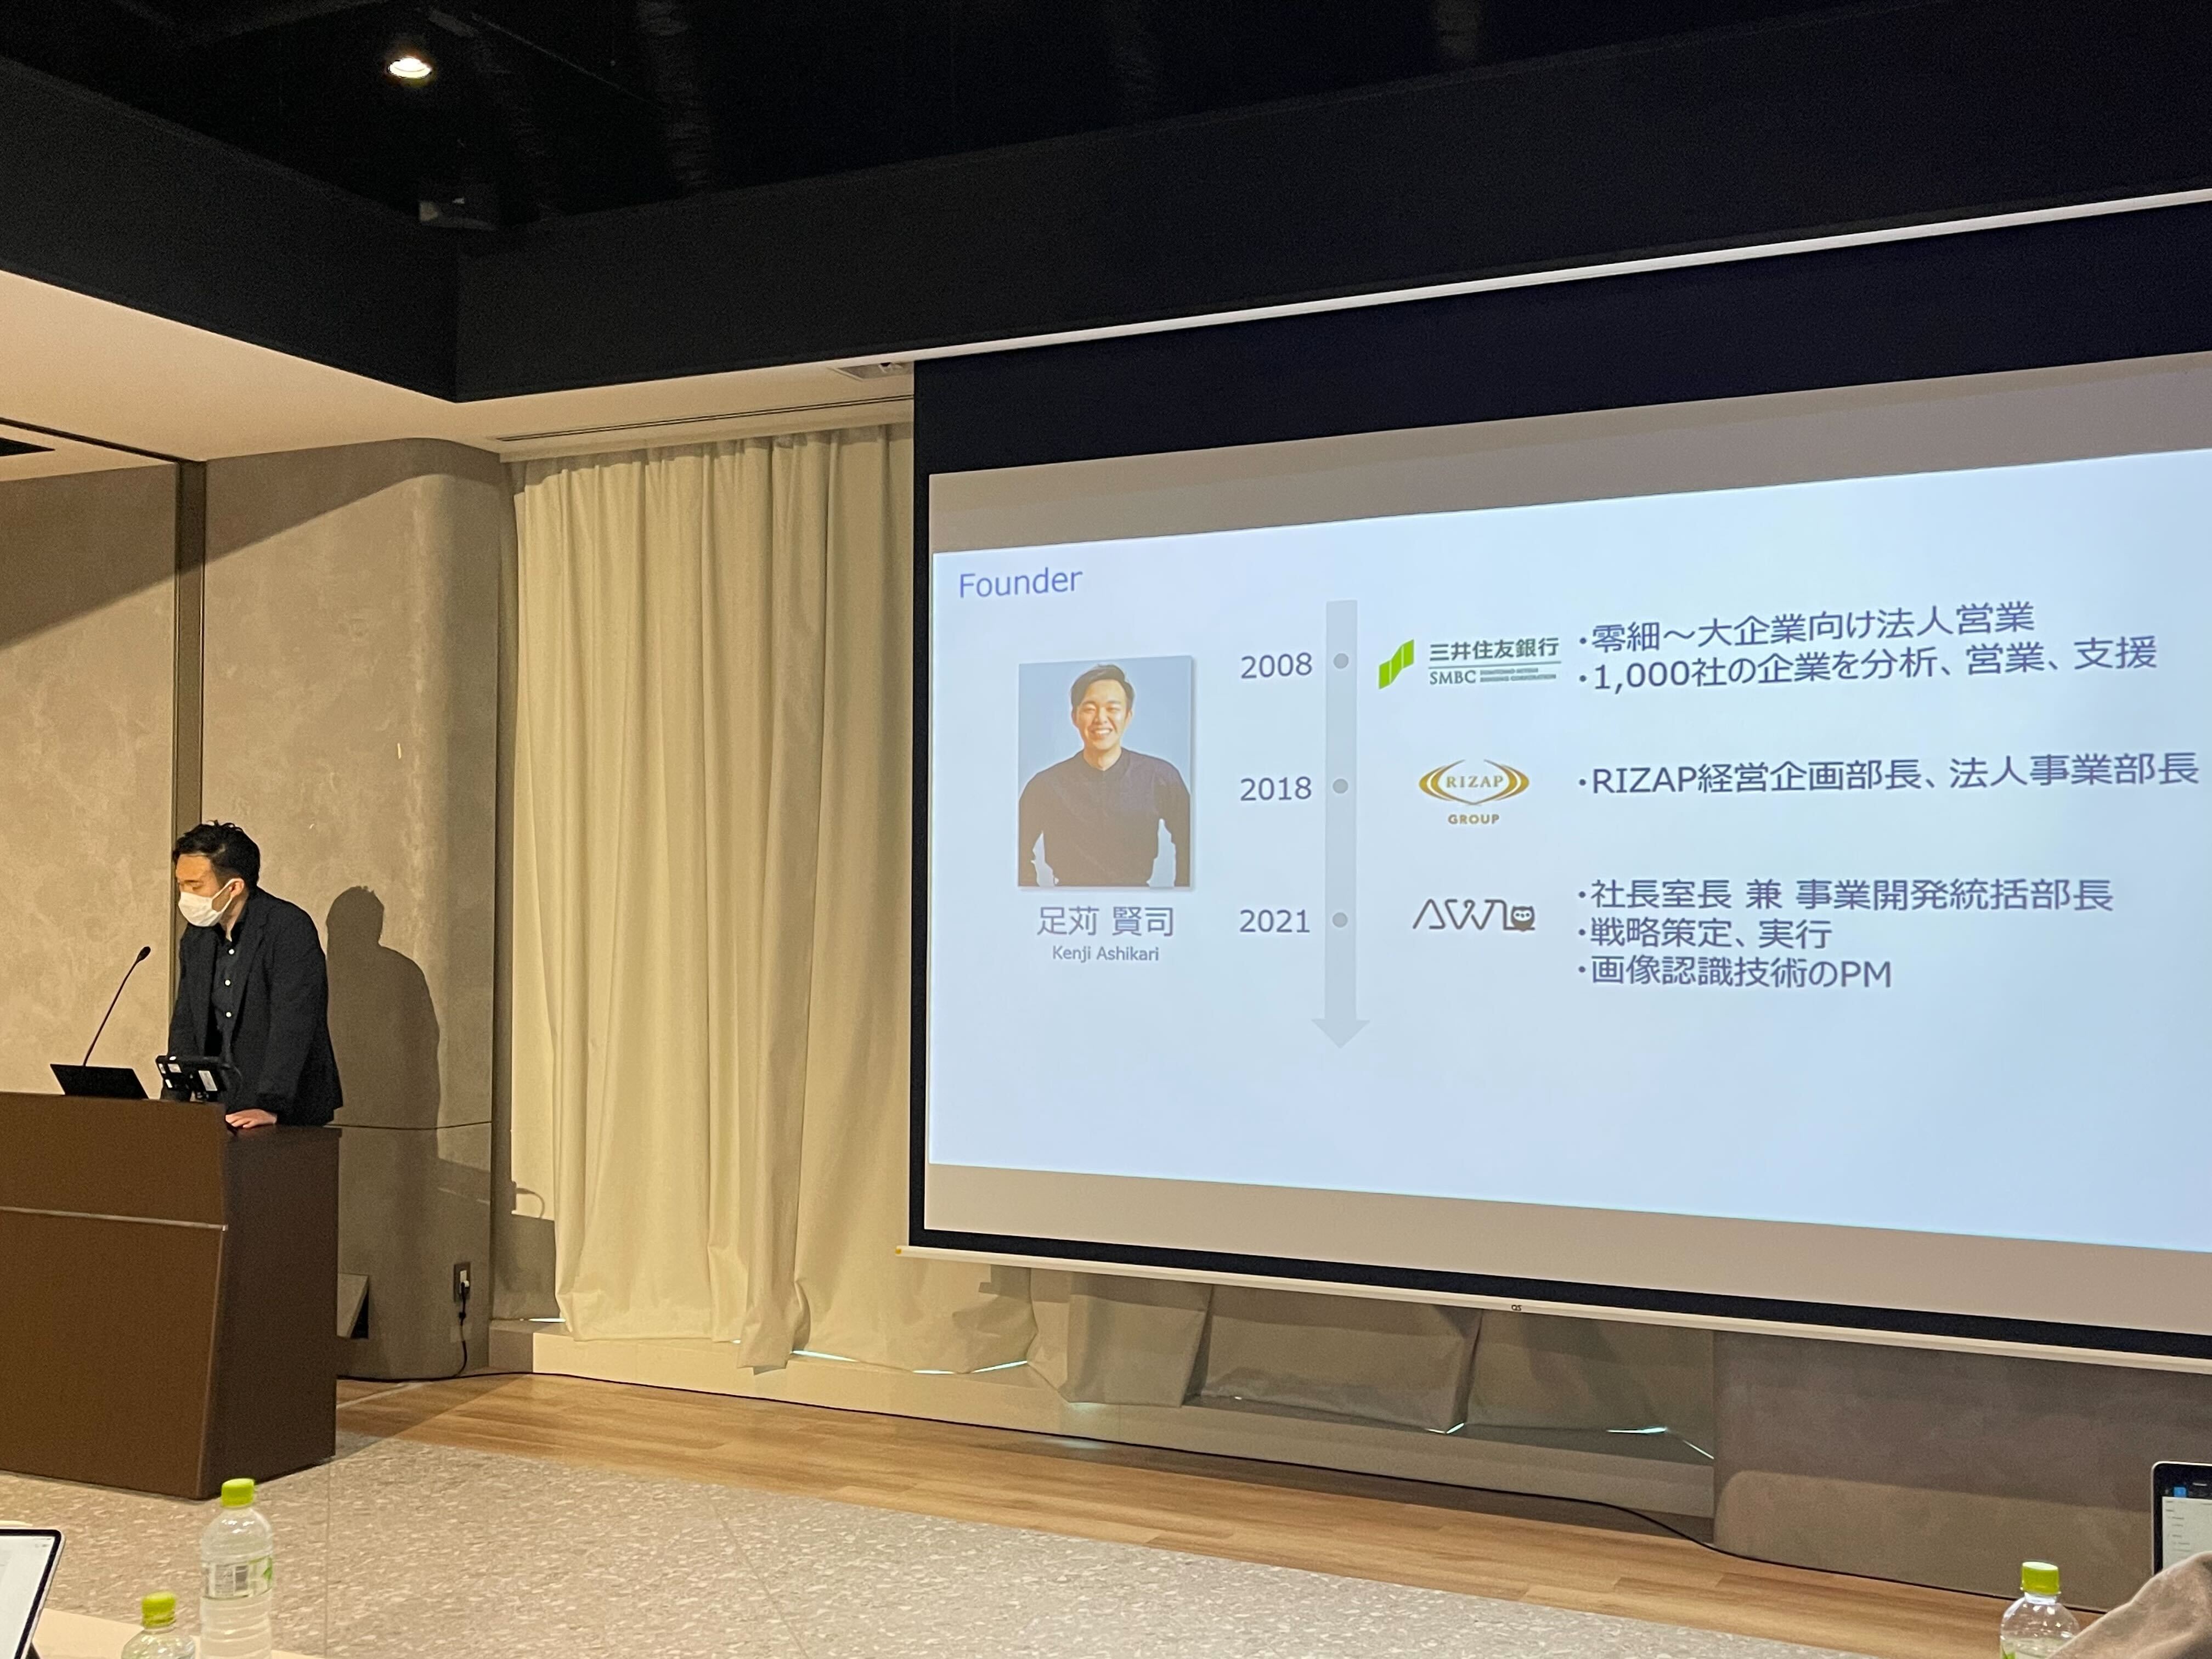 Founder
2008
三井住友銀行
SMBC
・零細～大企業向け法人営業
・1,000社の企業を分析、営業、支援
2018
RIZAP
GROUP
・RIZAP経営企画部長、法人事業部長
足苅 賢司
Kenji Ashikari
2021
AWL
・社長室長 兼 事業開発統括部長
・戦略策定、実行
・画像認識技術のPM
OS